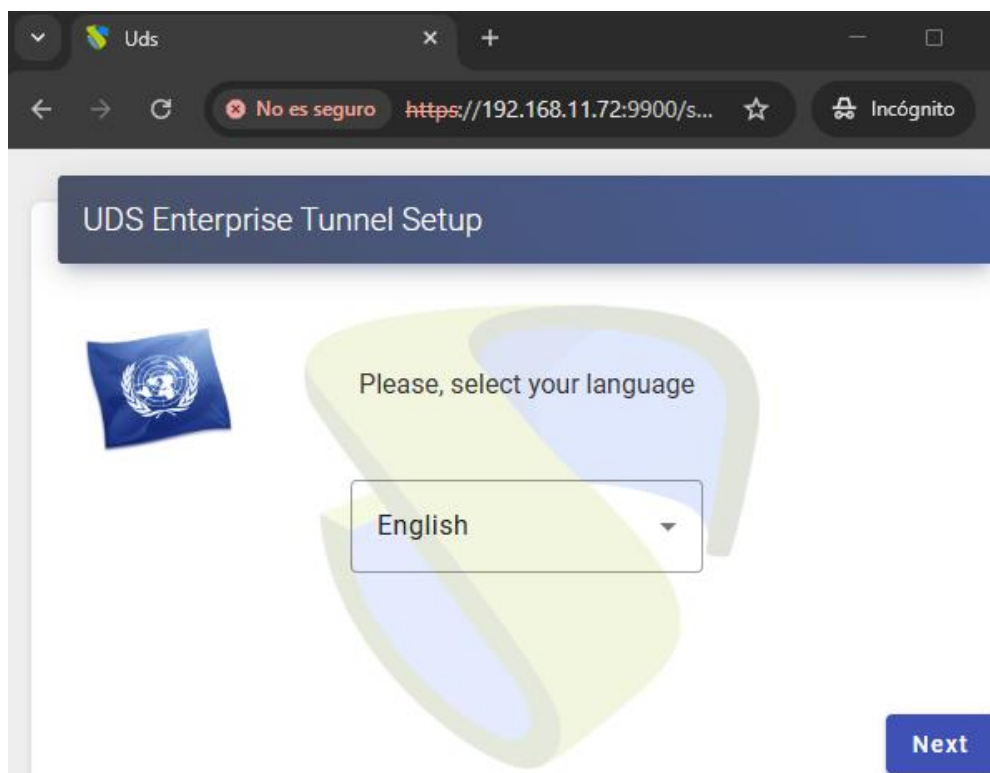 Uds
No es seguro https://192.168.11.72:9900/s... Incógnito
UDS Enterprise Tunnel Setup
Please, select your language
English
Next